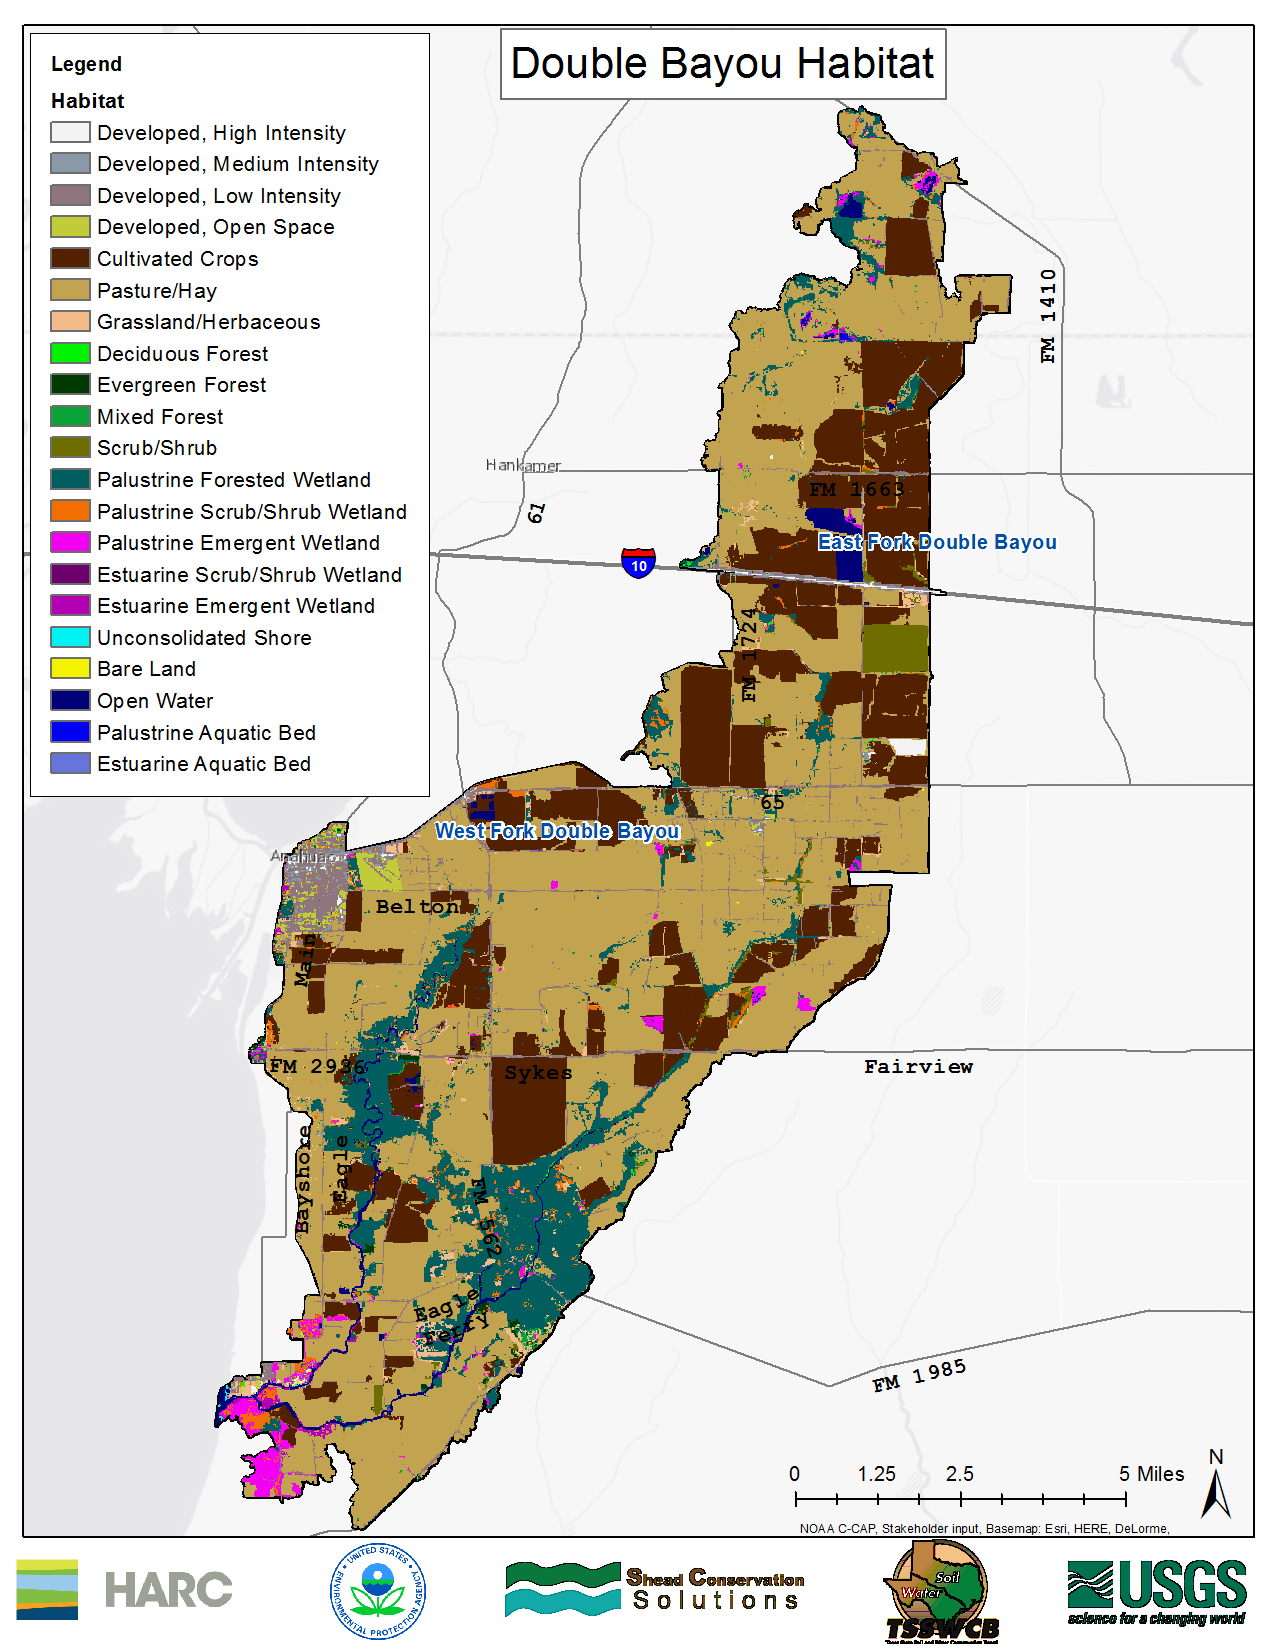 Double Bayou Habitat
Legend
Habitat
Developed, High Intensity
Developed, Medium Intensity
Developed, Low Intensity
Developed, Open Space
Cultivated Crops
Pasture/Hay
Grassland/Herbaceous
Deciduous Forest
Evergreen Forest
Mixed Forest
Scrub/Shrub
Palustrine Forested Wetland
Palustrine Scrub/Shrub Wetland
Palustrine Emergent Wetland
Estuarine Scrub/Shrub Wetland
Estuarine Emergent Wetland
Unconsolidated Shore
Bare Land
Open Water
Palustrine Aquatic Bed
Estuarine Aquatic Bed
FM 1410
Hankamer
FM 1663
61
East Fork Double Bayou
10
FM 1724
65
West Fork Double Bayou
Anahuac
Belton
Main
FM 2936
Sykes
Fairview
Bayshore
Eagle
FM 562
Eagle
Ferry
FM 1985
N
0 1.25 2.5 5 Miles
NOAA C-CAP, Stakeholder input, Basemap: Esri, HERE, DeLorme,
HARC
UNITED STATES
ENVIRONMENTAL PROTECTION AGENCY
Shead Conservation
Solutions
Soil
Water
TSSWCB
USGS
science for a changing world